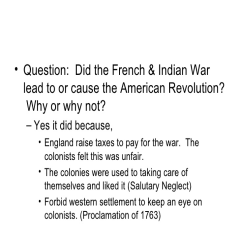 • Question:  Did the French & Indian War
lead to or cause the American Revolution?
Why or why not?
– Yes it did because,
• England raise taxes to pay for the war.  The
colonists felt this was unfair.
• The colonies were used to taking care of
themselves and liked it (Salutary Neglect)
• Forbid western settlement to keep an eye on
colonists. (Proclamation of 1763)